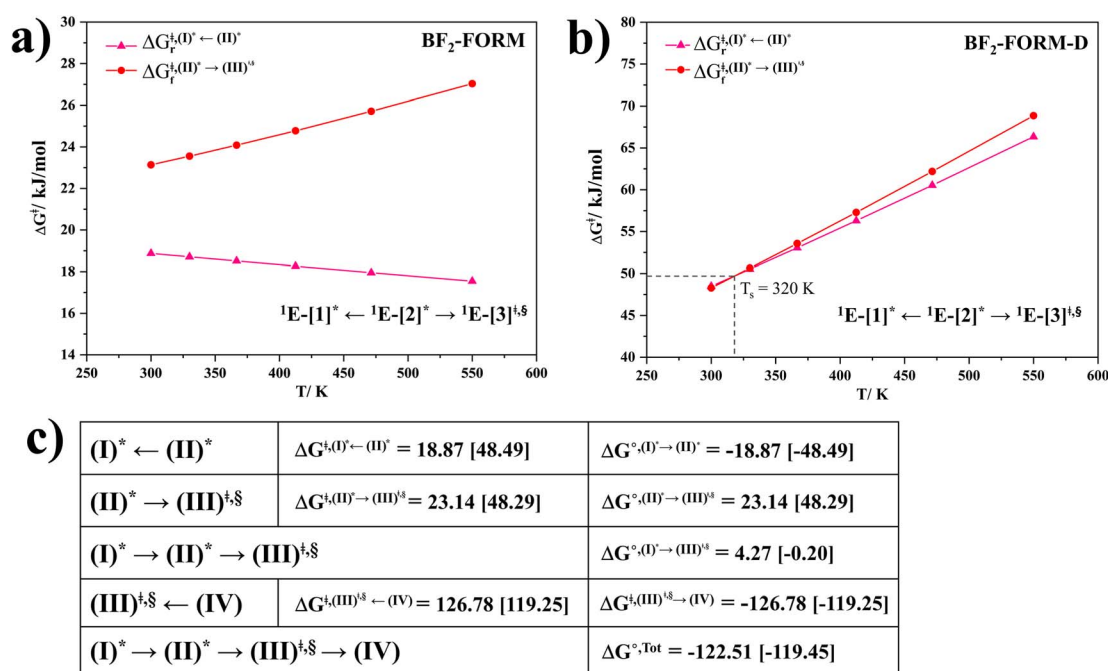 a)
BF₂-FORM
ΔG_r^‡,(I)* ← (II)*
ΔG_f^‡,(II)* → (III)^‡,§
30
28
26
24
22
20
18
16
14
ΔG^‡/ kJ/mol
¹E-[1]* ← ¹E-[2]* → ¹E-[3]^‡,§
250 300 350 400 450 500 550 600
T/ K
b)
BF₂-FORM-D
ΔG_r^‡,(I)* ← (II)*
ΔG_f^‡,(II)* → (III)^‡,§
80
75
70
65
60
55
50
45
40
ΔG^‡/ kJ/mol
T_s = 320 K
¹E-[1]* ← ¹E-[2]* → ¹E-[3]^‡,§
250 300 350 400 450 500 550 600
T/ K
c)
(I)* ← (II)* ΔG^‡,(I)* ← (II)* = 18.87 [48.49] ΔG^°,(I)* → (II)* = -18.87 [-48.49]
(II)* → (III)^‡,§ ΔG^‡,(II)* → (III)^‡,§ = 23.14 [48.29] ΔG^°,(II)* → (III)^‡,§ = 23.14 [48.29]
(I)* → (II)* → (III)^‡,§ ΔG^°,(I)* → (III)^‡,§ = 4.27 [-0.20]
(III)^‡,§ ← (IV) ΔG^‡,(III)^‡,§ ← (IV) = 126.78 [119.25] ΔG^‡,(III)^‡,§ → (IV) = -126.78 [-119.25]
(I)* → (II)* → (III)^‡,§ → (IV) ΔG^°,Tot = -122.51 [-119.45]